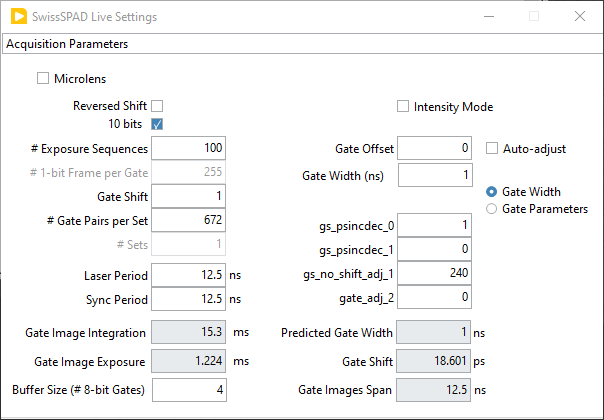 SwissSPAD Live Settings
Acquisition Parameters
Microlens
Reversed Shift
10 bits
# Exposure Sequences 100
# 1-bit Frame per Gate 255
Gate Shift 1
# Gate Pairs per Set 672
# Sets 1
Laser Period 12.5 ns
Sync Period 12.5 ns
Gate Image Integration 15.3 ms
Gate Image Exposure 1.224 ms
Buffer Size (# 8-bit Gates) 4
Intensity Mode
Gate Offset 0 Auto-adjust
Gate Width (ns) 1
Gate Width
Gate Parameters
gs_psincdec_0 1
gs_psincdec_1 0
gs_no_shift_adj_1 240
gate_adj_2 0
Predicted Gate Width 1 ns
Gate Shift 18.601 ps
Gate Images Span 12.5 ns